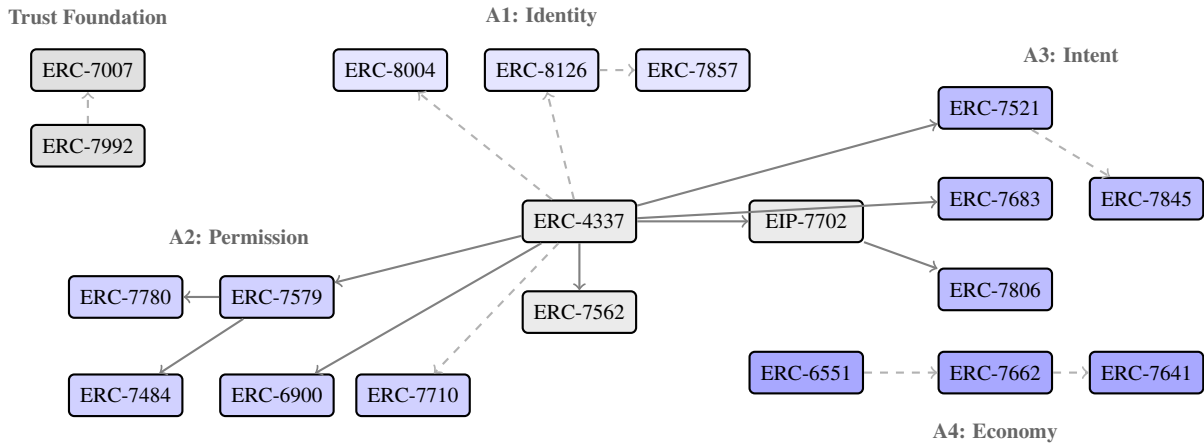 Trust Foundation
A1: Identity
ERC-7007
ERC-8004
ERC-8126
ERC-7857
A3: Intent
ERC-7521
ERC-7992
ERC-7683
ERC-7845
ERC-4337
EIP-7702
A2: Permission
ERC-7780
ERC-7579
ERC-7562
ERC-7806
ERC-7484
ERC-6900
ERC-7710
ERC-6551
ERC-7662
ERC-7641
A4: Economy